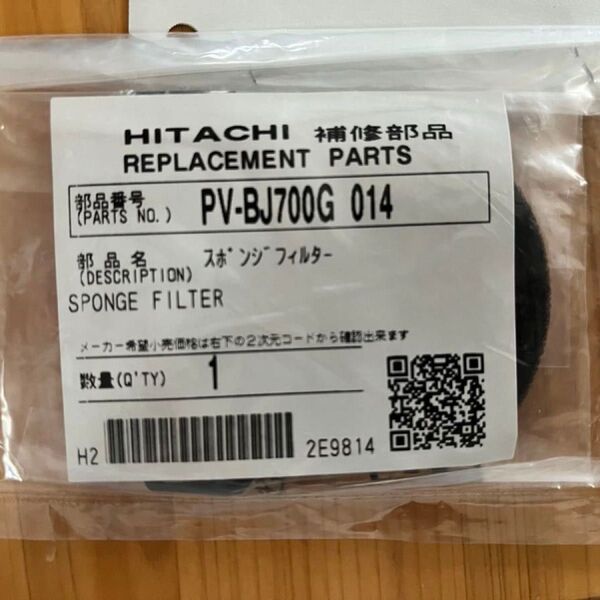 HITACHI 補修部品
REPLACEMENT PARTS
部品番号
(PARTS NO.) PV-BJ700G 014
部品名 スポンジフィルター
(DESCRIPTION)
SPONGE FILTER
メーカー希望小売価格は右下の2次元コードから確認出来ます
数量(Q'TY) 1
H2 2E9814